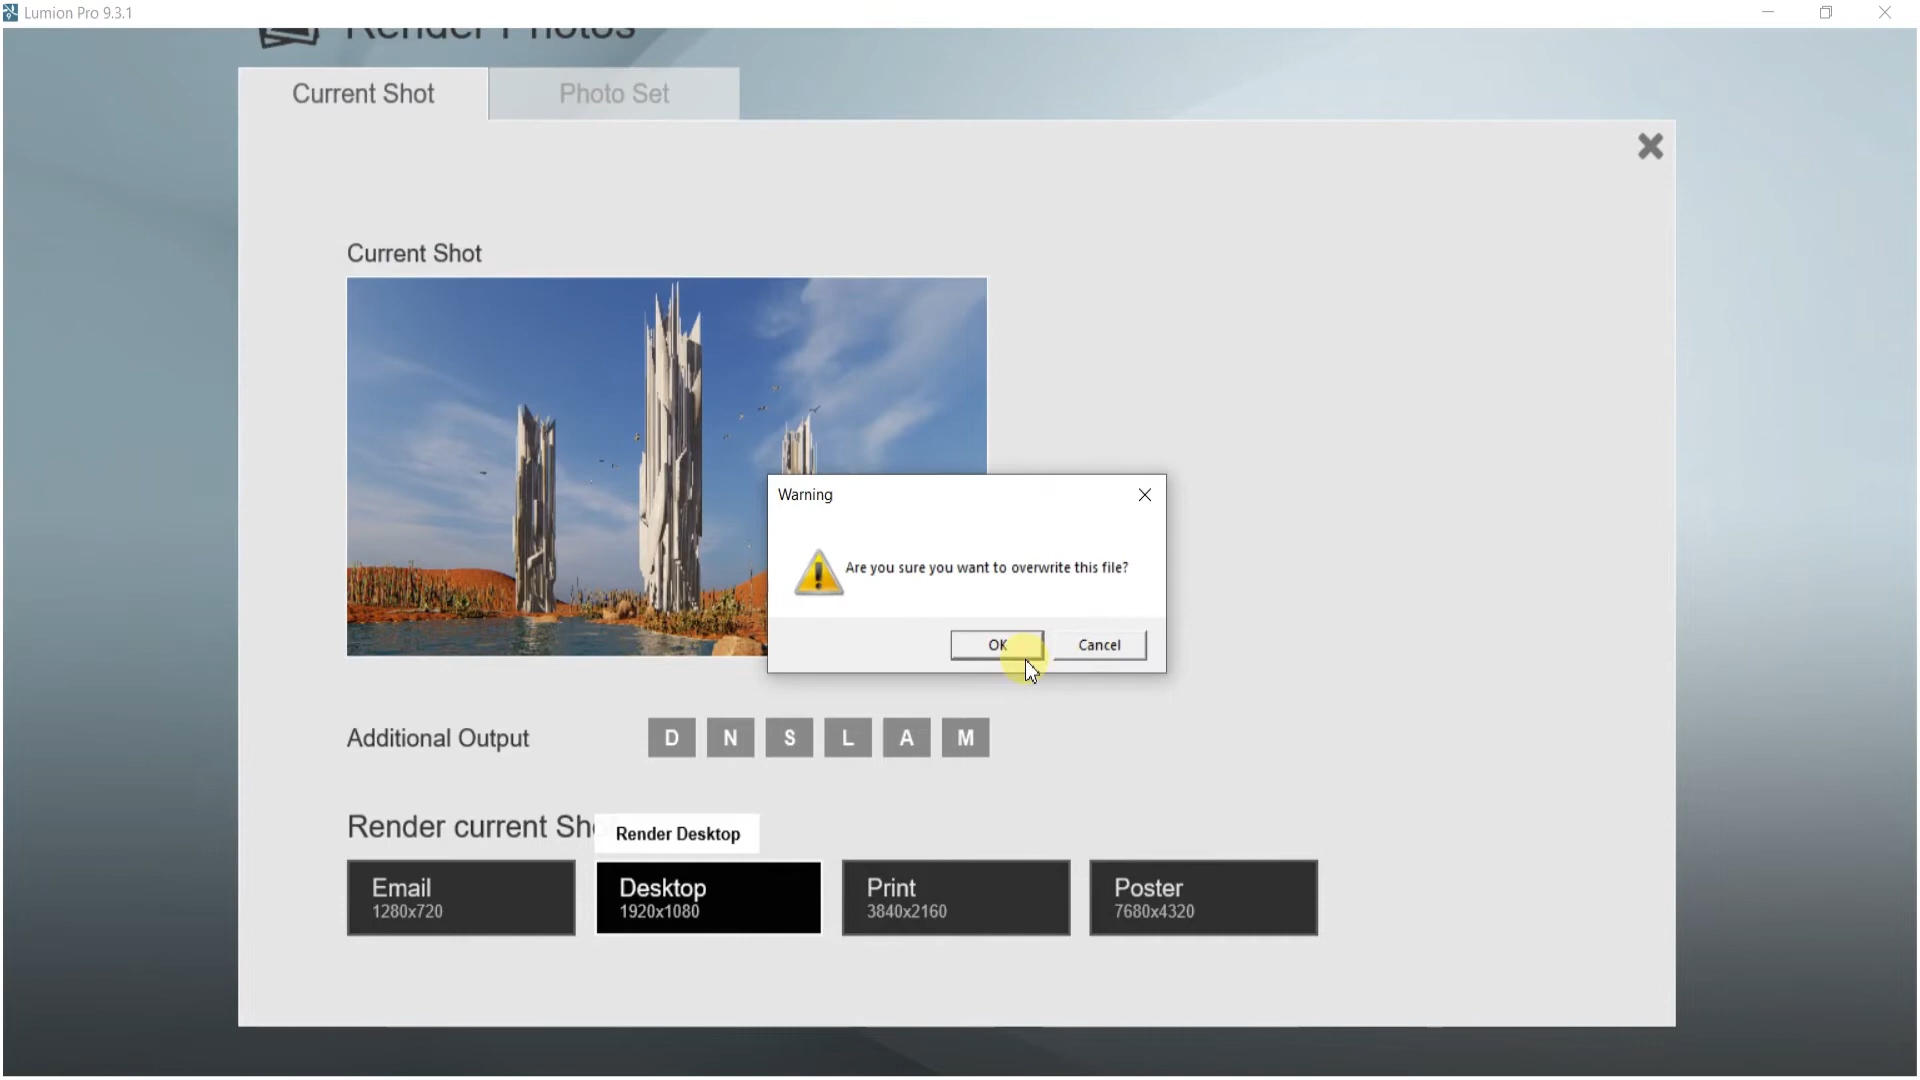 Lumion Pro 9.3.1
Render Photos
Current Shot
Photo Set
Current Shot
Warning
Are you sure you want to overwrite this file?
OK
Cancel
Additional Output
D N S L A M
Render current Sh
Render Desktop
Email
1280x720
Desktop
1920x1080
Print
3840x2160
Poster
7680x4320